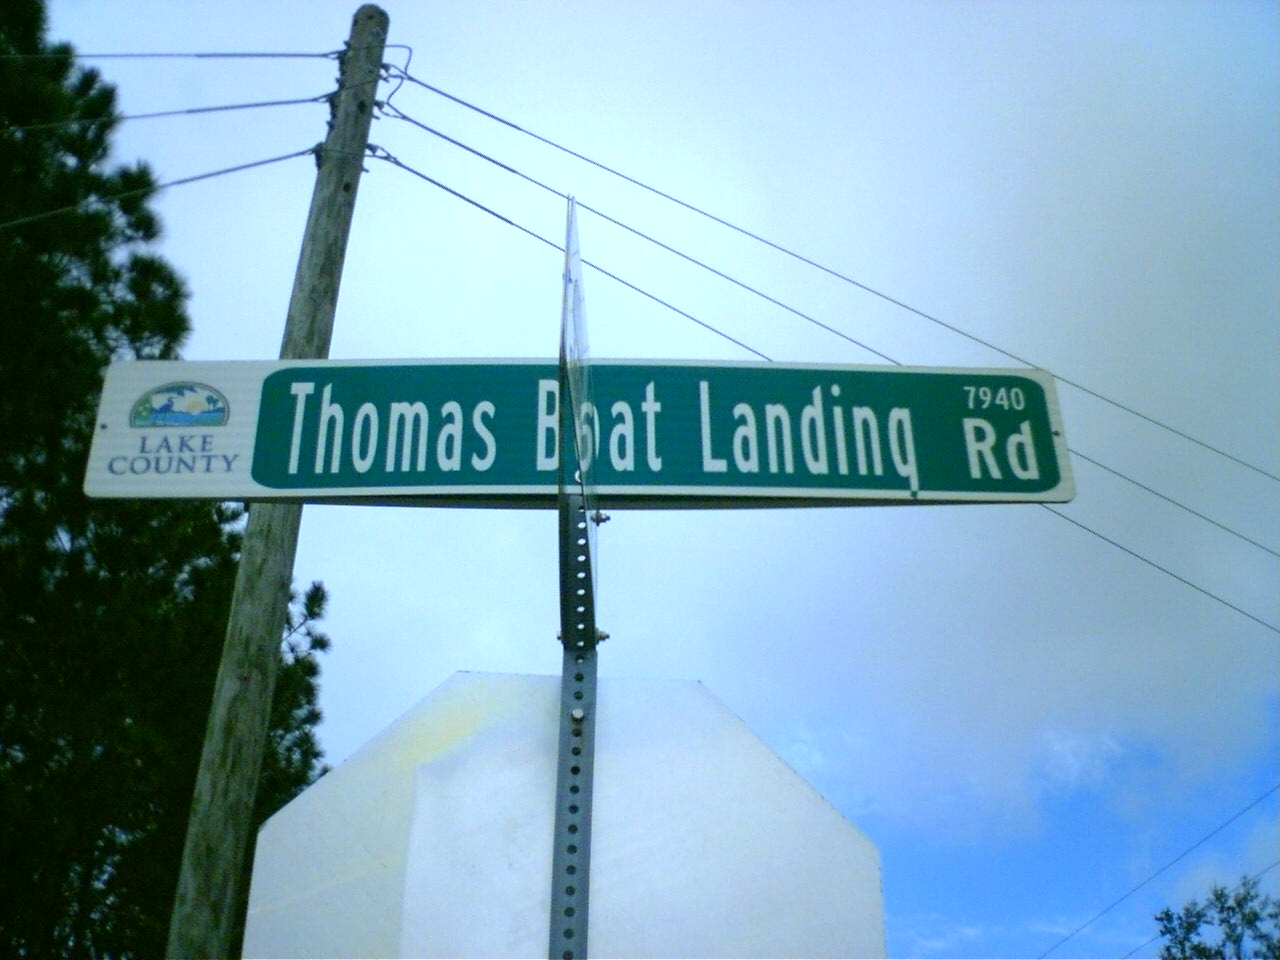 LAKE
COUNTY
Thomas Boat Landing Rd
7940